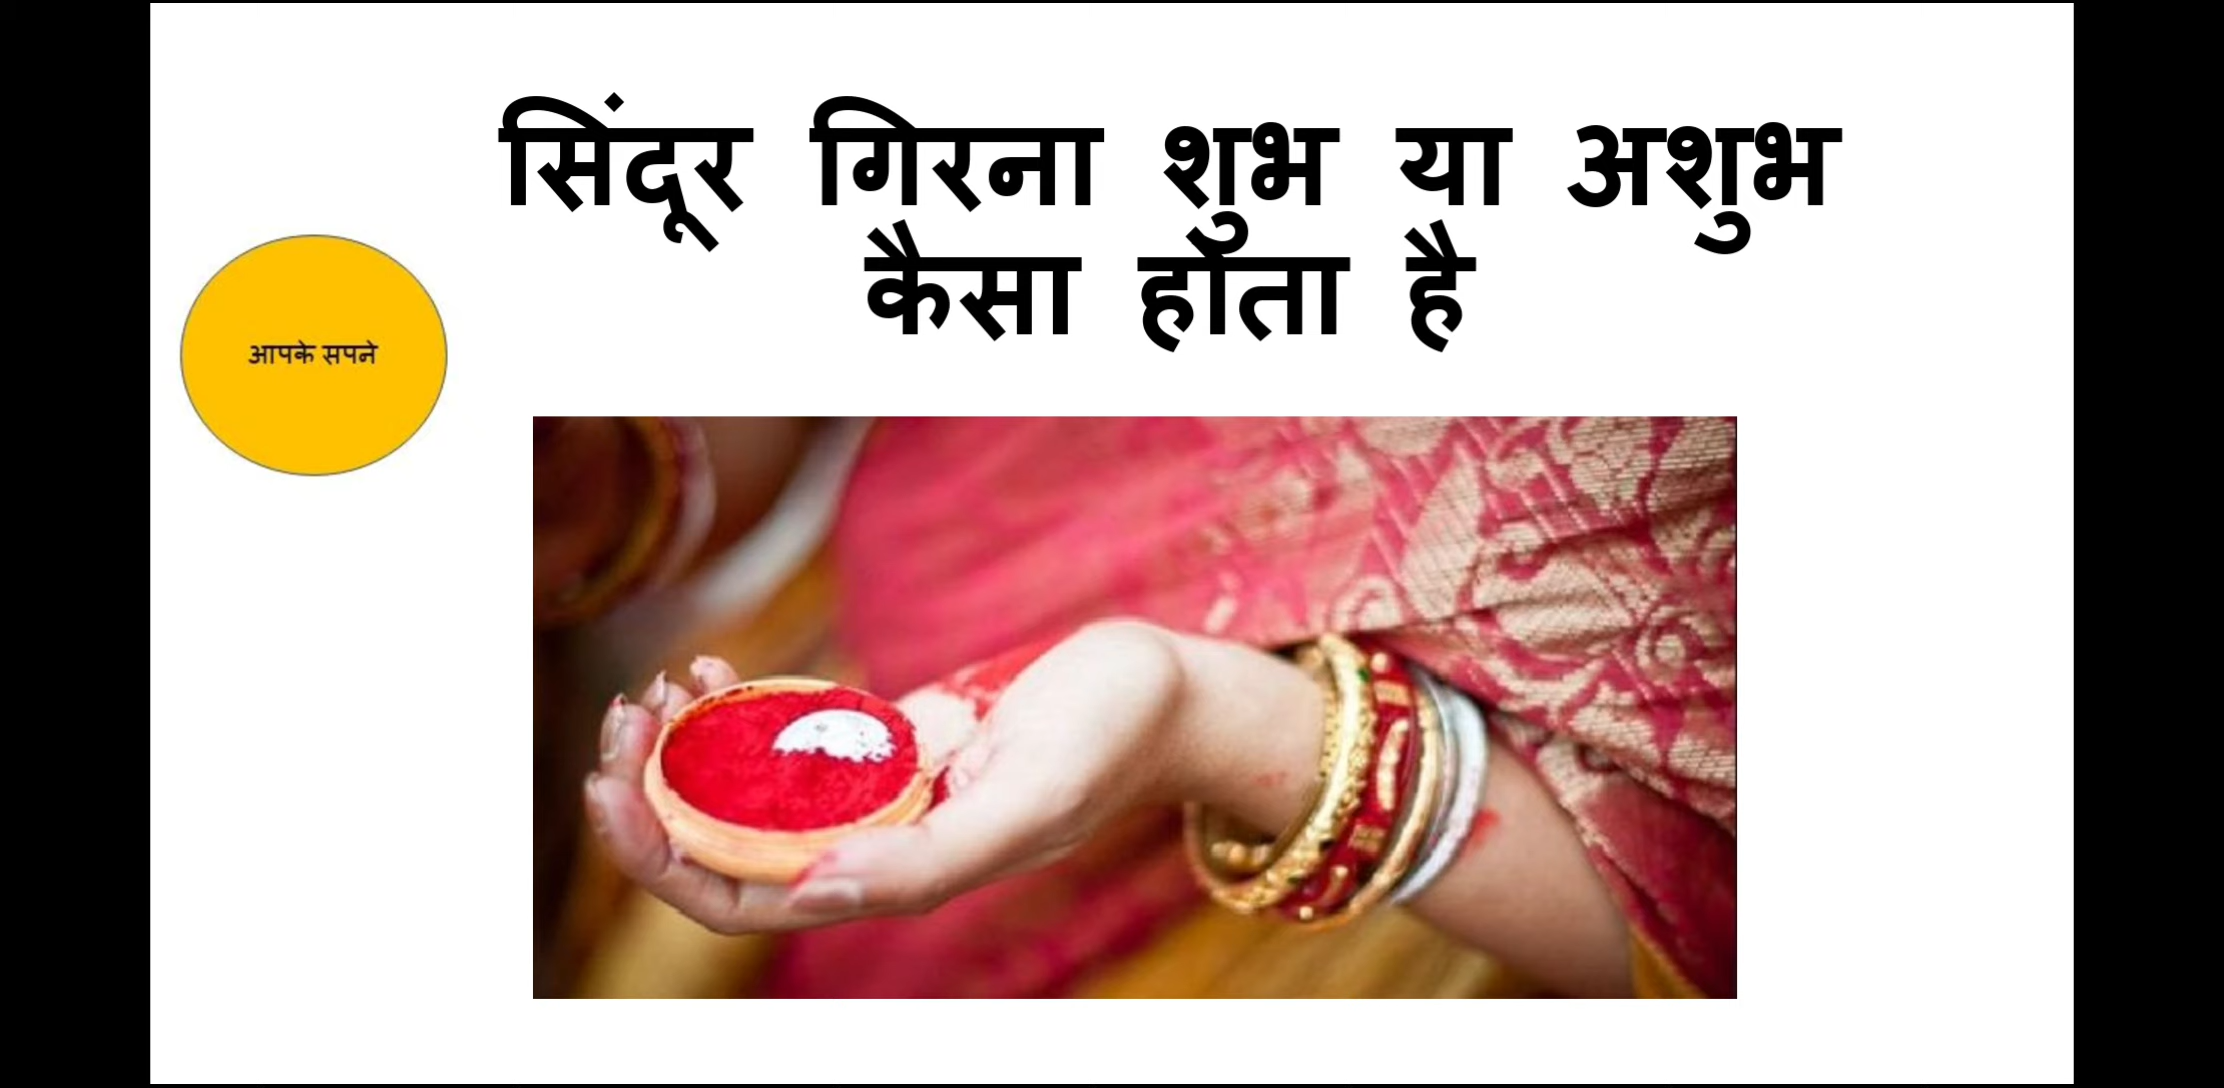 सिंदूर गिरना शुभ या अशुभ
कैसा होता है
आपके सपने